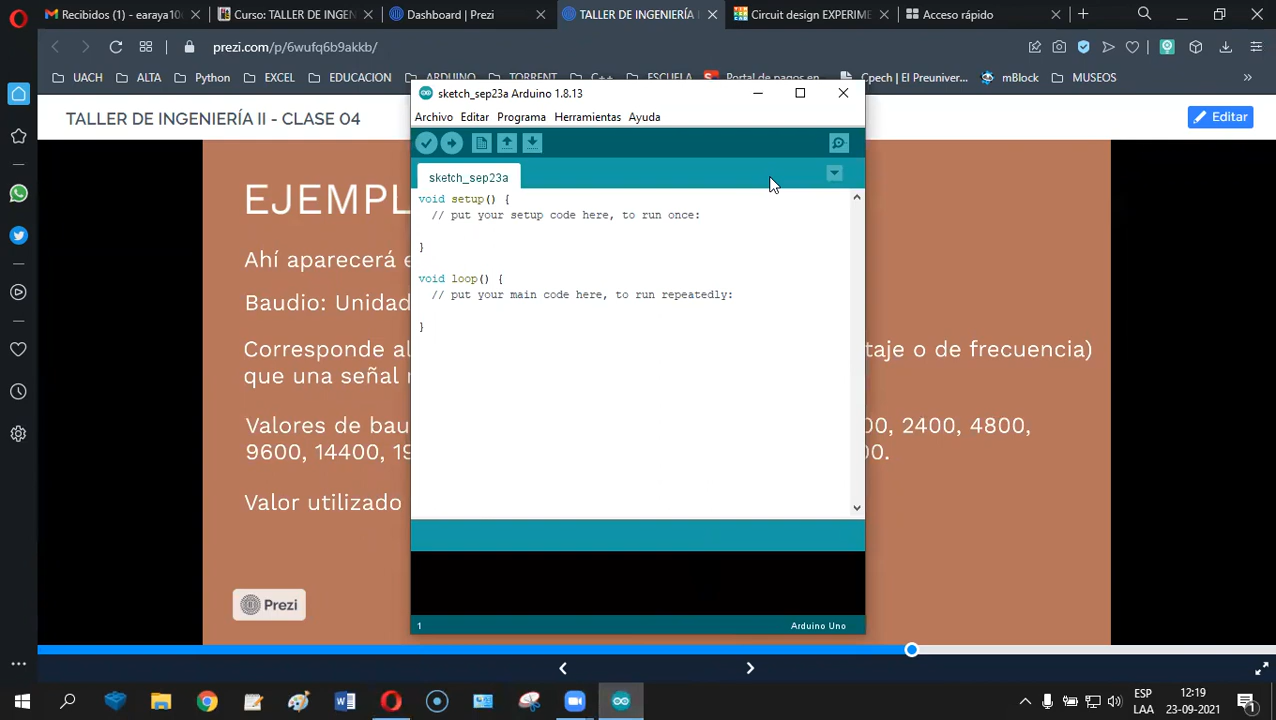 Recibidos (1) - earaya10
Curso: TALLER DE INGEN
Dashboard | Prezi
TALLER DE INGENIERÍA I
Circuit design EXPERIME
Acceso rápido
prezi.com/p/6wufq6b9akkb/
UACH
ALTA
Python
EXCEL
EDUCACION
ARDUINO
TORRENT
C++
ESCUELA
Portal de pagos en
Cpech | El Preuniver...
mBlock
MUSEOS
»
TALLER DE INGENIERÍA II - CLASE 04
Editar
sketch_sep23a Arduino 1.8.13
Archivo Editar Programa Herramientas Ayuda
sketch_sep23a
void setup() {
// put your setup code here, to run once:
}
void loop() {
// put your main code here, to run repeatedly:
}
1
Arduino Uno
EJEMPL
Ahí aparecerá e
Baudio: Unidad
Corresponde al
taje o de frecuencia)
que una señal
Valores de bau
00, 2400, 4800,
9600, 14400, 19
00.
Valor utilizado
Prezi
ESP
LAA
12:19
23-09-2021
1